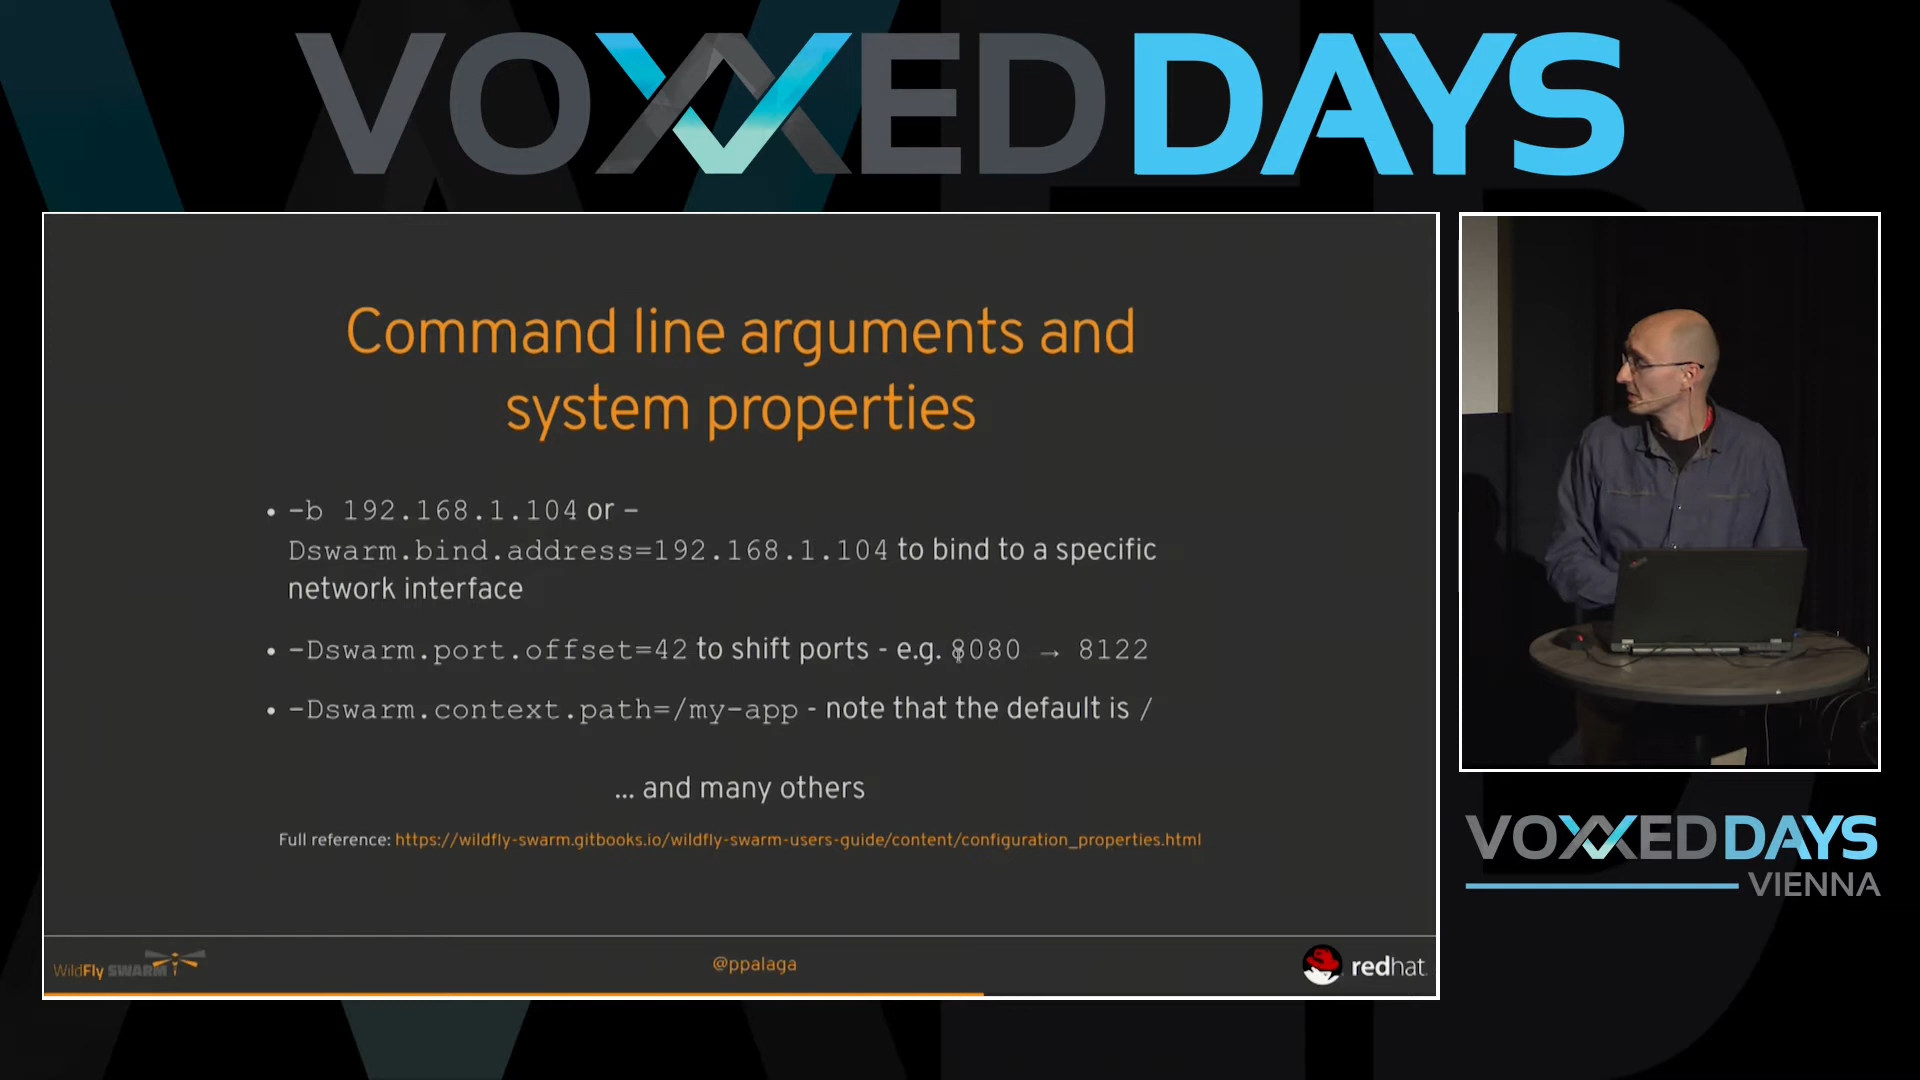 VOXXED DAYS
Command line arguments and
system properties
• -b 192.168.1.104 or -
Dswarm.bind.address=192.168.1.104 to bind to a specific
network interface
• -Dswarm.port.offset=42 to shift ports - e.g. 8080 → 8122
• -Dswarm.context.path=/my-app - note that the default is /
... and many others
Full reference: https://wildfly-swarm.gitbooks.io/wildfly-swarm-users-guide/content/configuration_properties.html
WildFly SWARM
@ppalaga
redhat.
VOXXED DAYS
VIENNA